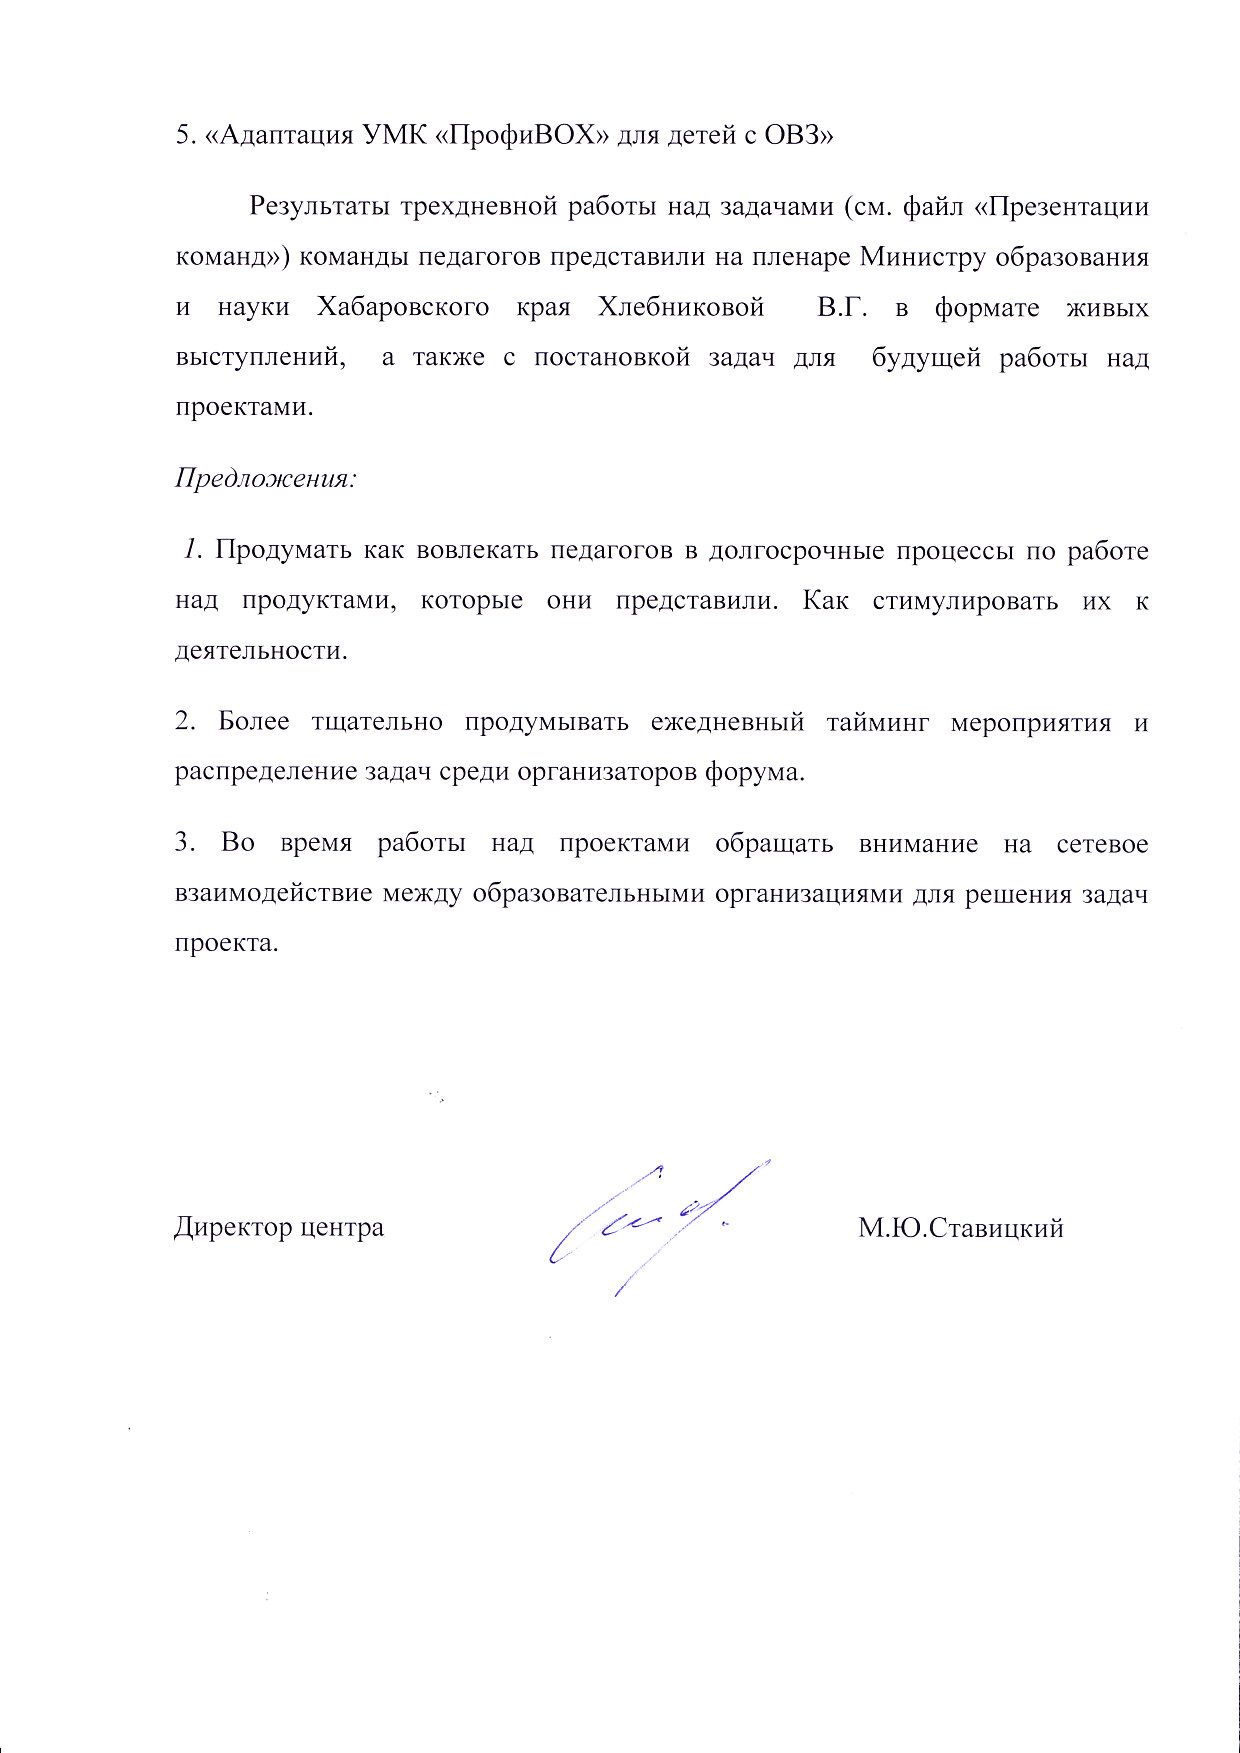 5. «Адаптация УМК «ПрофиВОХ» для детей с ОВЗ»
Результаты трехдневной работы над задачами (см. файл «Презентации
команд») команды педагогов представили на пленаре Министру образования
и науки Хабаровского края Хлебниковой В.Г. в формате живых
выступлений, а также с постановкой задач для будущей работы над
проектами.
Предложения:
1. Продумать как вовлекать педагогов в долгосрочные процессы по работе
над продуктами, которые они представили. Как стимулировать их к
деятельности.
2. Более тщательно продумывать ежедневный тайминг мероприятия и
распределение задач среди организаторов форума.
3. Во время работы над проектами обращать внимание на сетевое
взаимодействие между образовательными организациями для решения задач
проекта.
Директор центра М.Ю.Ставицкий